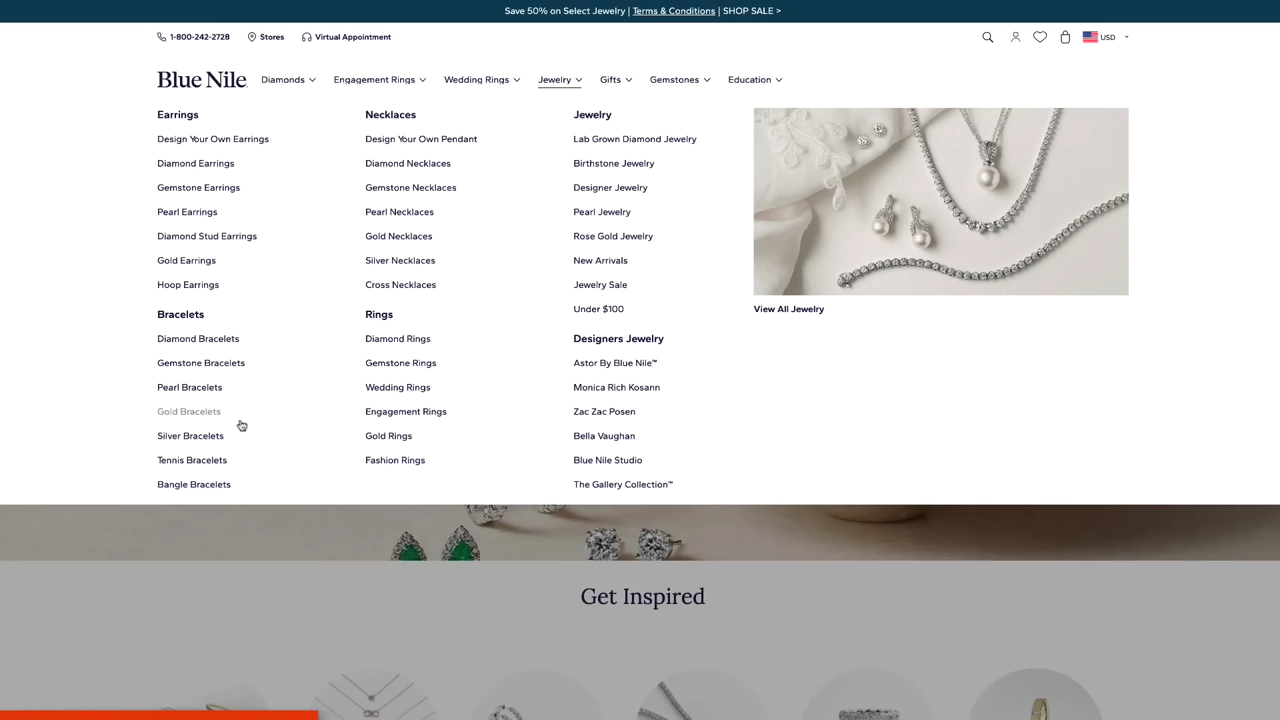 Save 50% on Select Jewelry | Terms & Conditions | SHOP SALE >
1-800-242-2728 Stores Virtual Appointment USD
Blue Nile. Diamonds Engagement Rings Wedding Rings Jewelry Gifts Gemstones Education
Earrings
Design Your Own Earrings
Diamond Earrings
Gemstone Earrings
Pearl Earrings
Diamond Stud Earrings
Gold Earrings
Hoop Earrings
Bracelets
Diamond Bracelets
Gemstone Bracelets
Pearl Bracelets
Gold Bracelets
Silver Bracelets
Tennis Bracelets
Bangle Bracelets
Necklaces
Design Your Own Pendant
Diamond Necklaces
Gemstone Necklaces
Pearl Necklaces
Gold Necklaces
Silver Necklaces
Cross Necklaces
Rings
Diamond Rings
Gemstone Rings
Wedding Rings
Engagement Rings
Gold Rings
Fashion Rings
Jewelry
Lab Grown Diamond Jewelry
Birthstone Jewelry
Designer Jewelry
Pearl Jewelry
Rose Gold Jewelry
New Arrivals
Jewelry Sale
Under $100
Designers Jewelry
Astor By Blue Nile™
Monica Rich Kosann
Zac Zac Posen
Bella Vaughan
Blue Nile Studio
The Gallery Collection™
View All Jewelry
Get Inspired